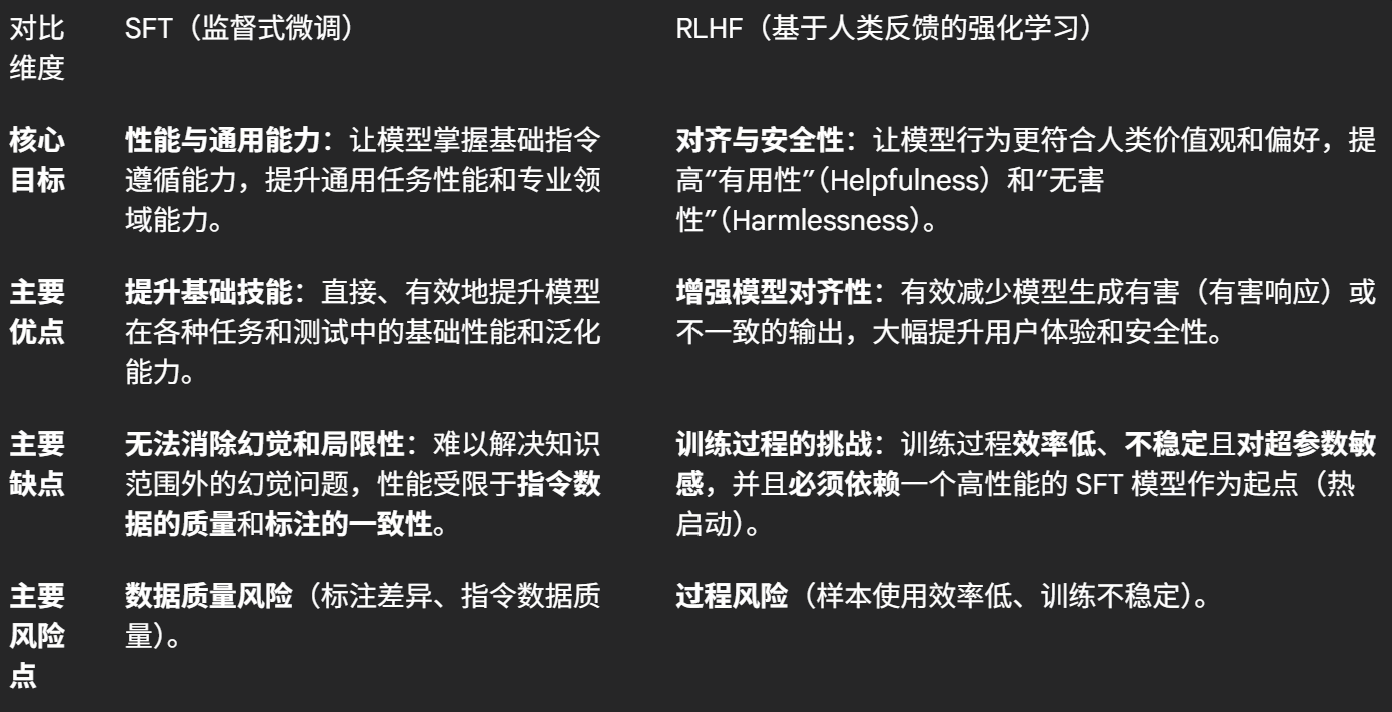 对比 SFT（监督式微调） RLHF（基于人类反馈的强化学习）
维度
核心 性能与通用能力：让模型掌握基础指令 对齐与安全性：让模型行为更符合人类价值观和偏好，提
目标 遵循能力，提升通用任务性能和专业领 高“有用性”（Helpfulness）和“无害
域能力。 性”（Harmlessness）。
主要 提升基础技能：直接、有效地提升模型 增强模型对齐性：有效减少模型生成有害（有害响应）或
优点 在各种任务和测试中的基础性能和泛化 不一致的输出，大幅提升用户体验和安全性。
能力。
主要 无法消除幻觉和局限性：难以解决知识 训练过程的挑战：训练过程效率低、不稳定且对超参数敏
缺点 范围外的幻觉问题，性能受限于指令数 感，并且必须依赖一个高性能的 SFT 模型作为起点（热
据的质量和标注的一致性。 启动）。
主要 数据质量风险（标注差异、指令数据质 过程风险（样本使用效率低、训练不稳定）。
风险 量）。
点